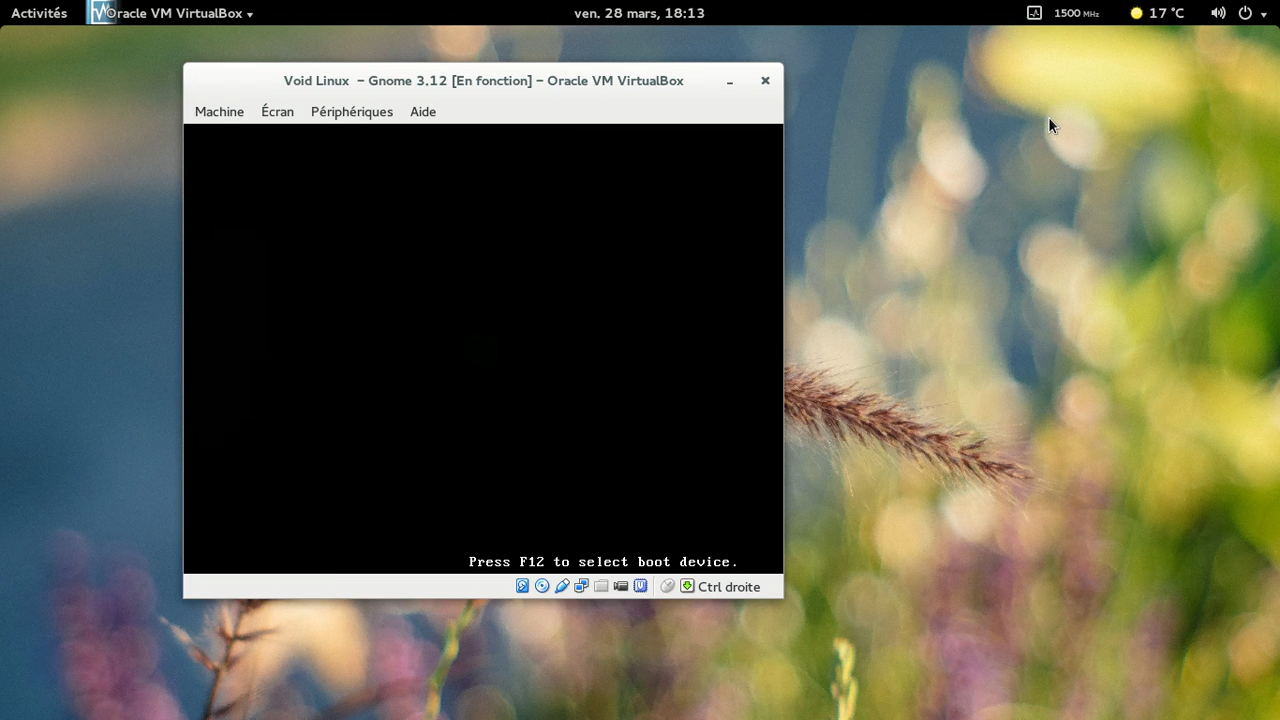 Activités
Oracle VM VirtualBox
ven. 28 mars, 18:13
1500 MHz
17 °C
Void Linux – Gnome 3.12 [En fonction] – Oracle VM VirtualBox
Machine Écran Périphériques Aide
Press F12 to select boot device.
Ctrl droite